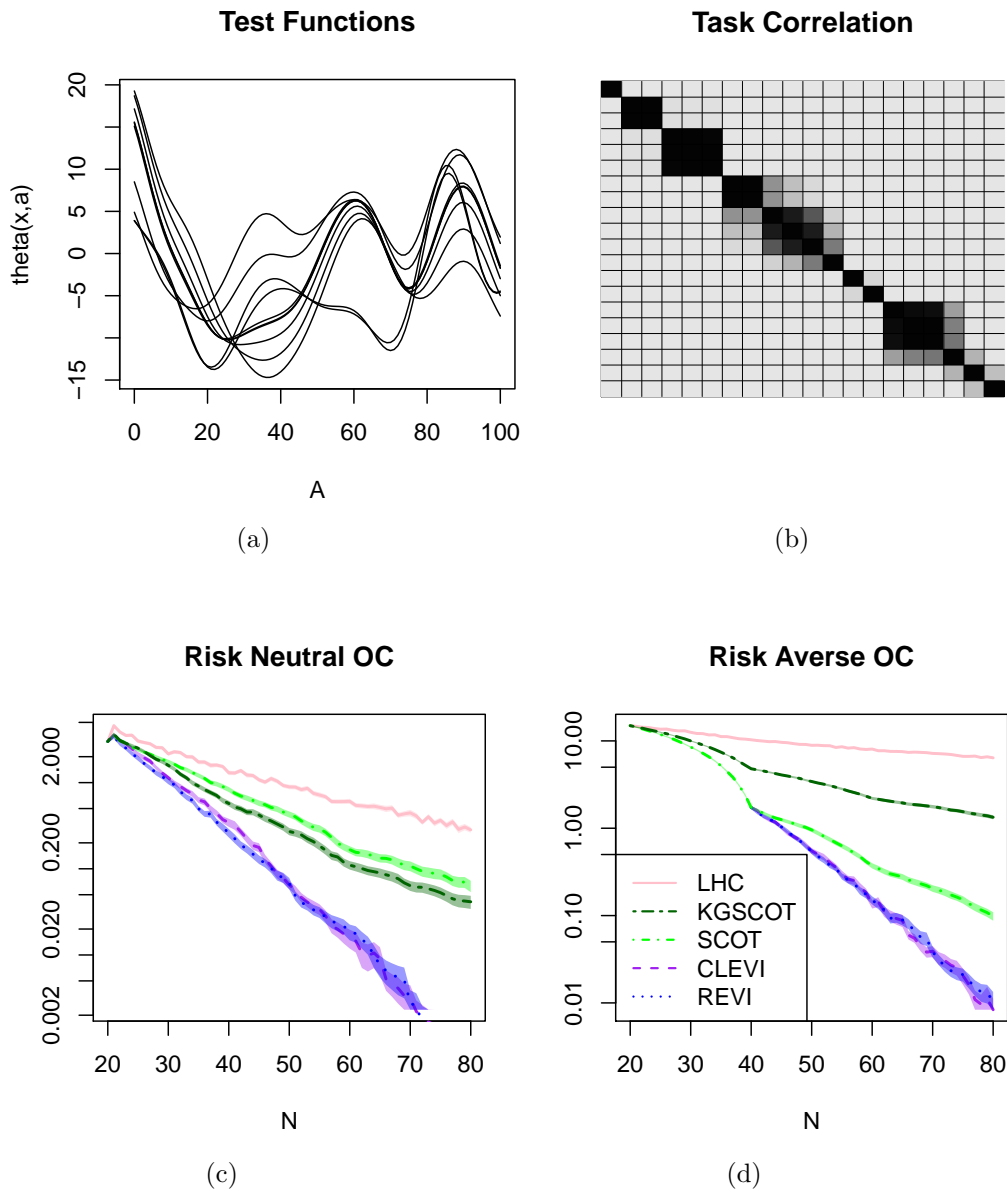 Test Functions
Task Correlation
theta(x,a)
20
10
5
0
−5
−15
0 20 40 60 80 100
A
(a)
(b)
Risk Neutral OC
Risk Averse OC
2.000
0.200
0.020
0.002
20 30 40 50 60 70 80
N
(c)
10.00
1.00
0.10
0.01
LHC
KGSCOT
SCOT
CLEVI
REVI
20 30 40 50 60 70 80
N
(d)